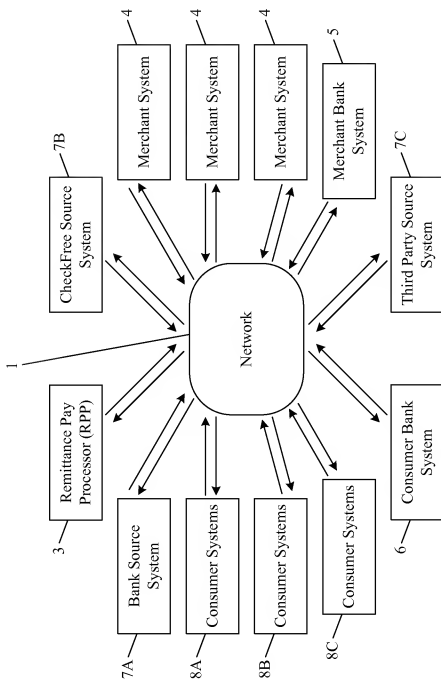 1
3
Remittance Pay
Processor (RPP)
CheckFree Source
System
7B
7A
Bank Source
System
Merchant System
4
8A
Consumer Systems
Network
Merchant System
4
8B
Consumer Systems
Merchant System
4
8C
Consumer Systems
Merchant Bank
System
5
6
Consumer Bank
System
Third Party Source
System
7C